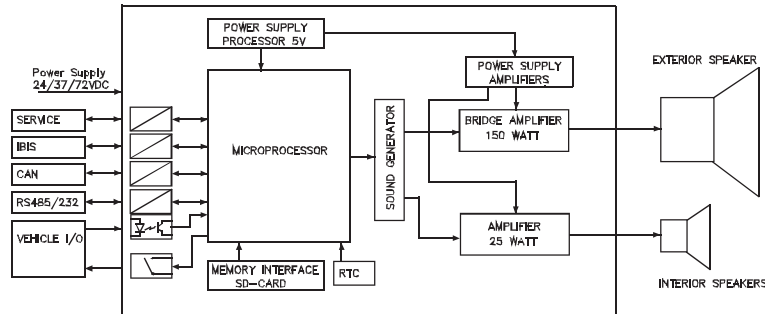 POWER SUPPLY
PROCESSOR 5V
POWER SUPPLY
AMPLIFIERS
EXTERIOR SPEAKER
Power Supply
24/37/72VDC
SERVICE
IBIS
CAN
RS485/232
VEHICLE I/O
MICROPROCESSOR
SOUND GENERATOR
BRIDGE AMPLIFIER
150 WATT
AMPLIFIER
25 WATT
MEMORY INTERFACE
SD-CARD
RTC
INTERIOR SPEAKERS